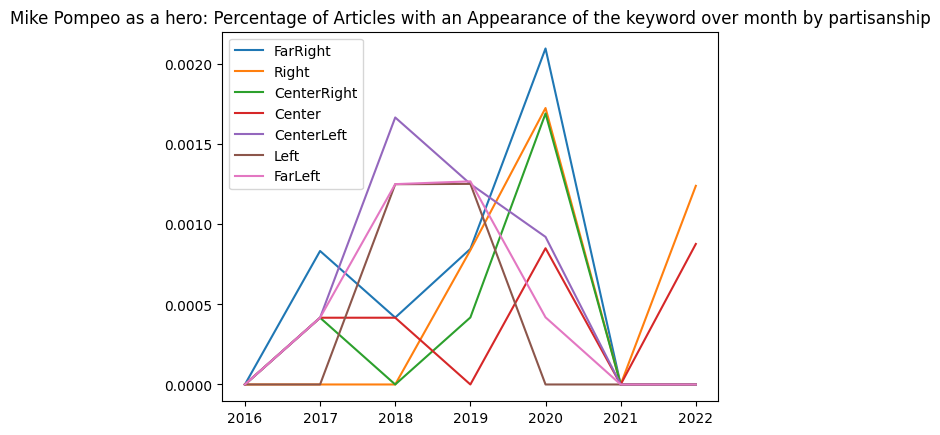 Mike Pompeo as a hero: Percentage of Articles with an Appearance of the keyword over month by partisanship
FarRight
Right
CenterRight
Center
CenterLeft
Left
FarLeft
0.0020
0.0015
0.0010
0.0005
0.0000
2016 2017 2018 2019 2020 2021 2022